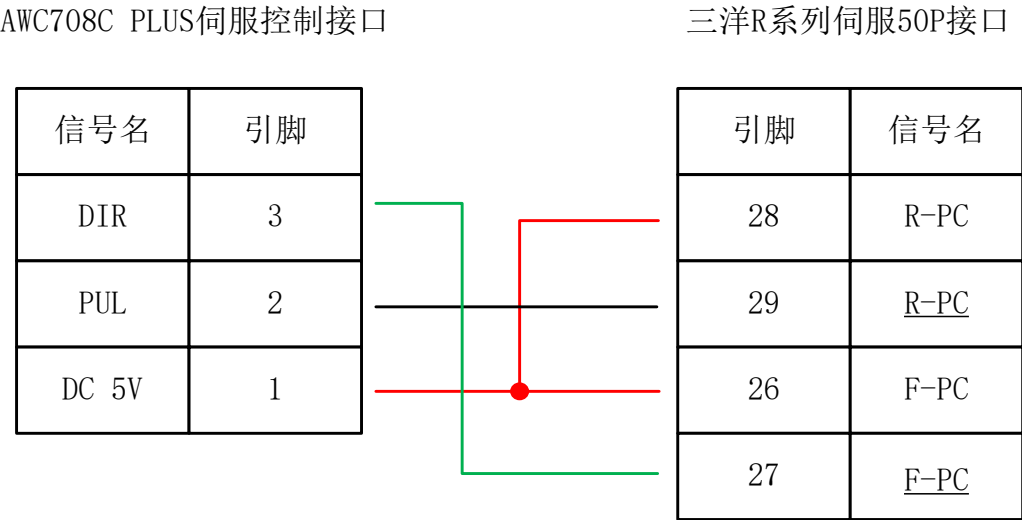 AWC708C PLUS伺服控制接口 三洋R系列伺服50P接口
信号名 引脚 引脚 信号名
DIR 3 28 R-PC
PUL 2 29 R-PC
DC 5V 1 26 F-PC
27 F-PC